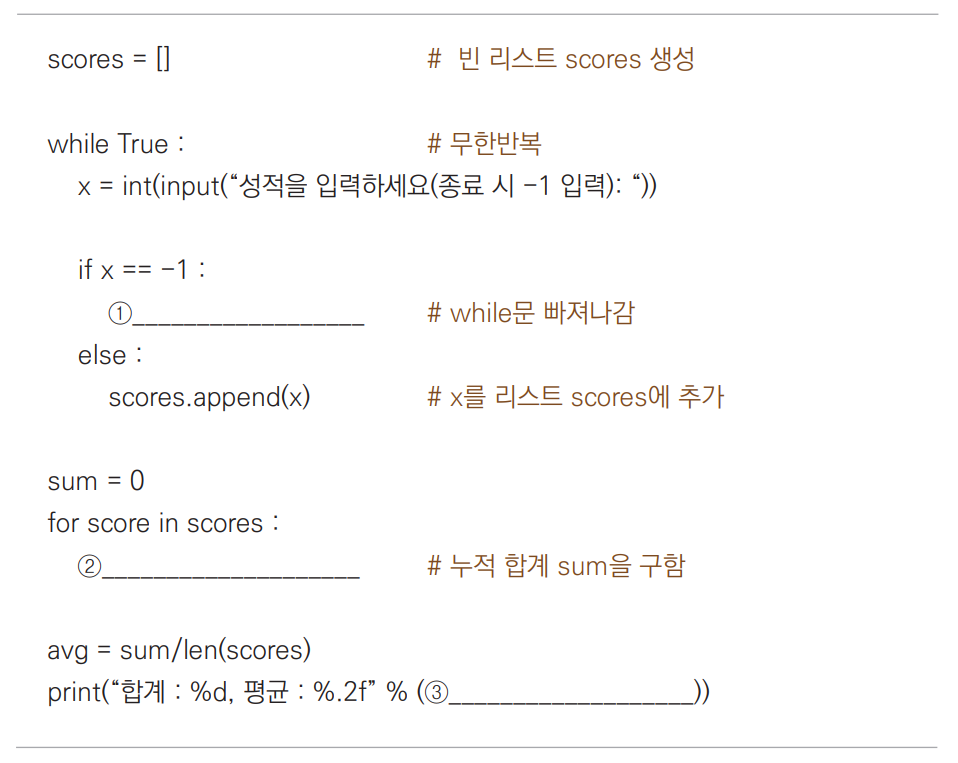 scores = [] # 빈 리스트 scores 생성
while True : # 무한반복
x = int(input(“성적을 입력하세요(종료 시 -1 입력): “))
if x == -1 :
①__________________ # while문 빠져나감
else :
scores.append(x) # x를 리스트 scores에 추가
sum = 0
for score in scores :
②____________________ # 누적 합계 sum을 구함
avg = sum/len(scores)
print(“합계 : %d, 평균 : %.2f” % (③___________________))